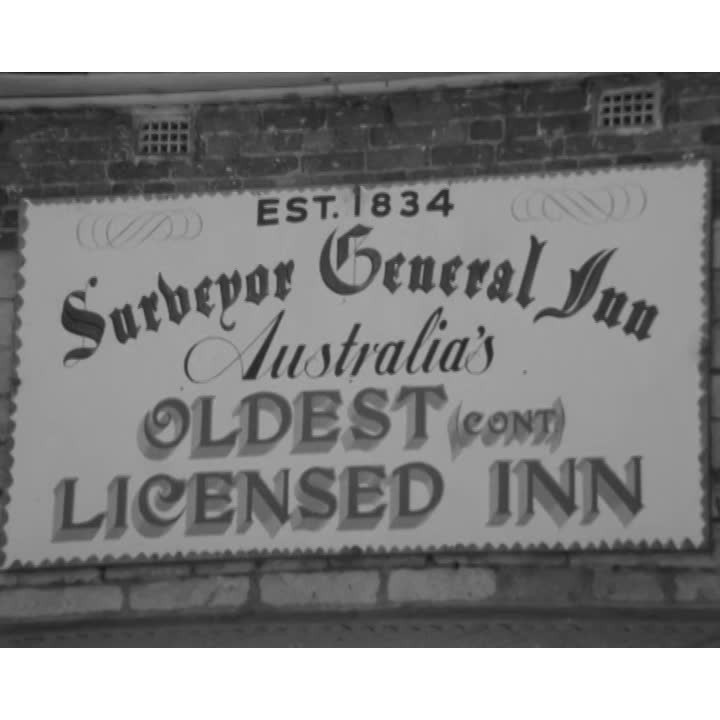 EST. 1834
Surveyor General Inn
Australia's
OLDEST (CONT.)
LICENSED INN